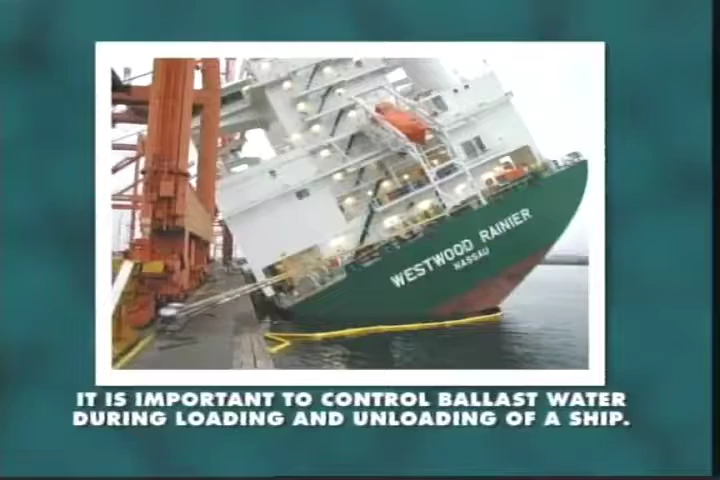 WESTWOOD RAINIER
NASSAU
IT IS IMPORTANT TO CONTROL BALLAST WATER
DURING LOADING AND UNLOADING OF A SHIP.